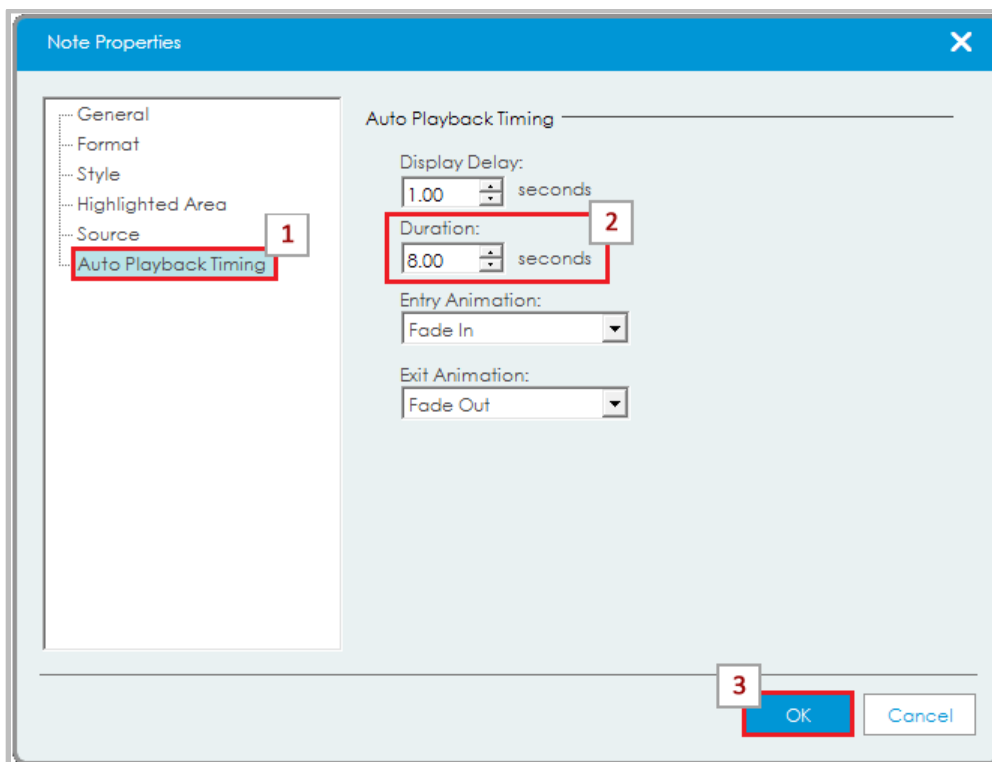 Note Properties
General
Format
Style
Highlighted Area
Source
1
Auto Playback Timing
Auto Playback Timing
Display Delay:
1.00 seconds
2
Duration:
8.00 seconds
Entry Animation:
Fade In
Exit Animation:
Fade Out
3
OK
Cancel